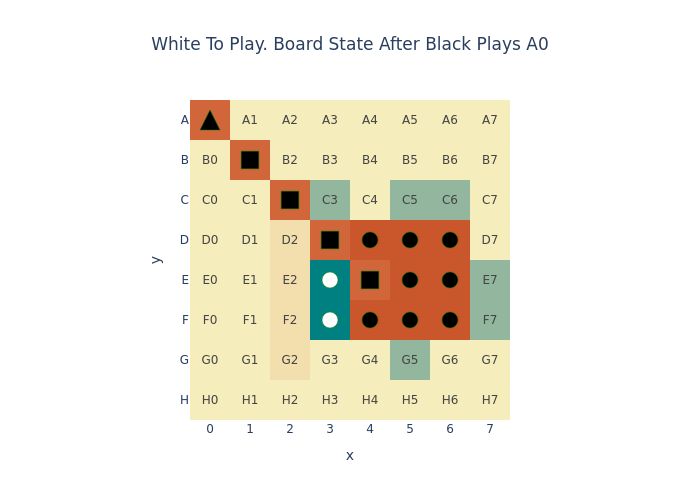 White To Play. Board State After Black Plays A0
A A1 A2 A3 A4 A5 A6 A7
B B0 B2 B3 B4 B5 B6 B7
C C0 C1 C3 C4 C5 C6 C7
D D0 D1 D2 D7
y
E E0 E1 E2 E7
F F0 F1 F2 F7
G G0 G1 G2 G3 G4 G5 G6 G7
H H0 H1 H2 H3 H4 H5 H6 H7
0 1 2 3 4 5 6 7
x